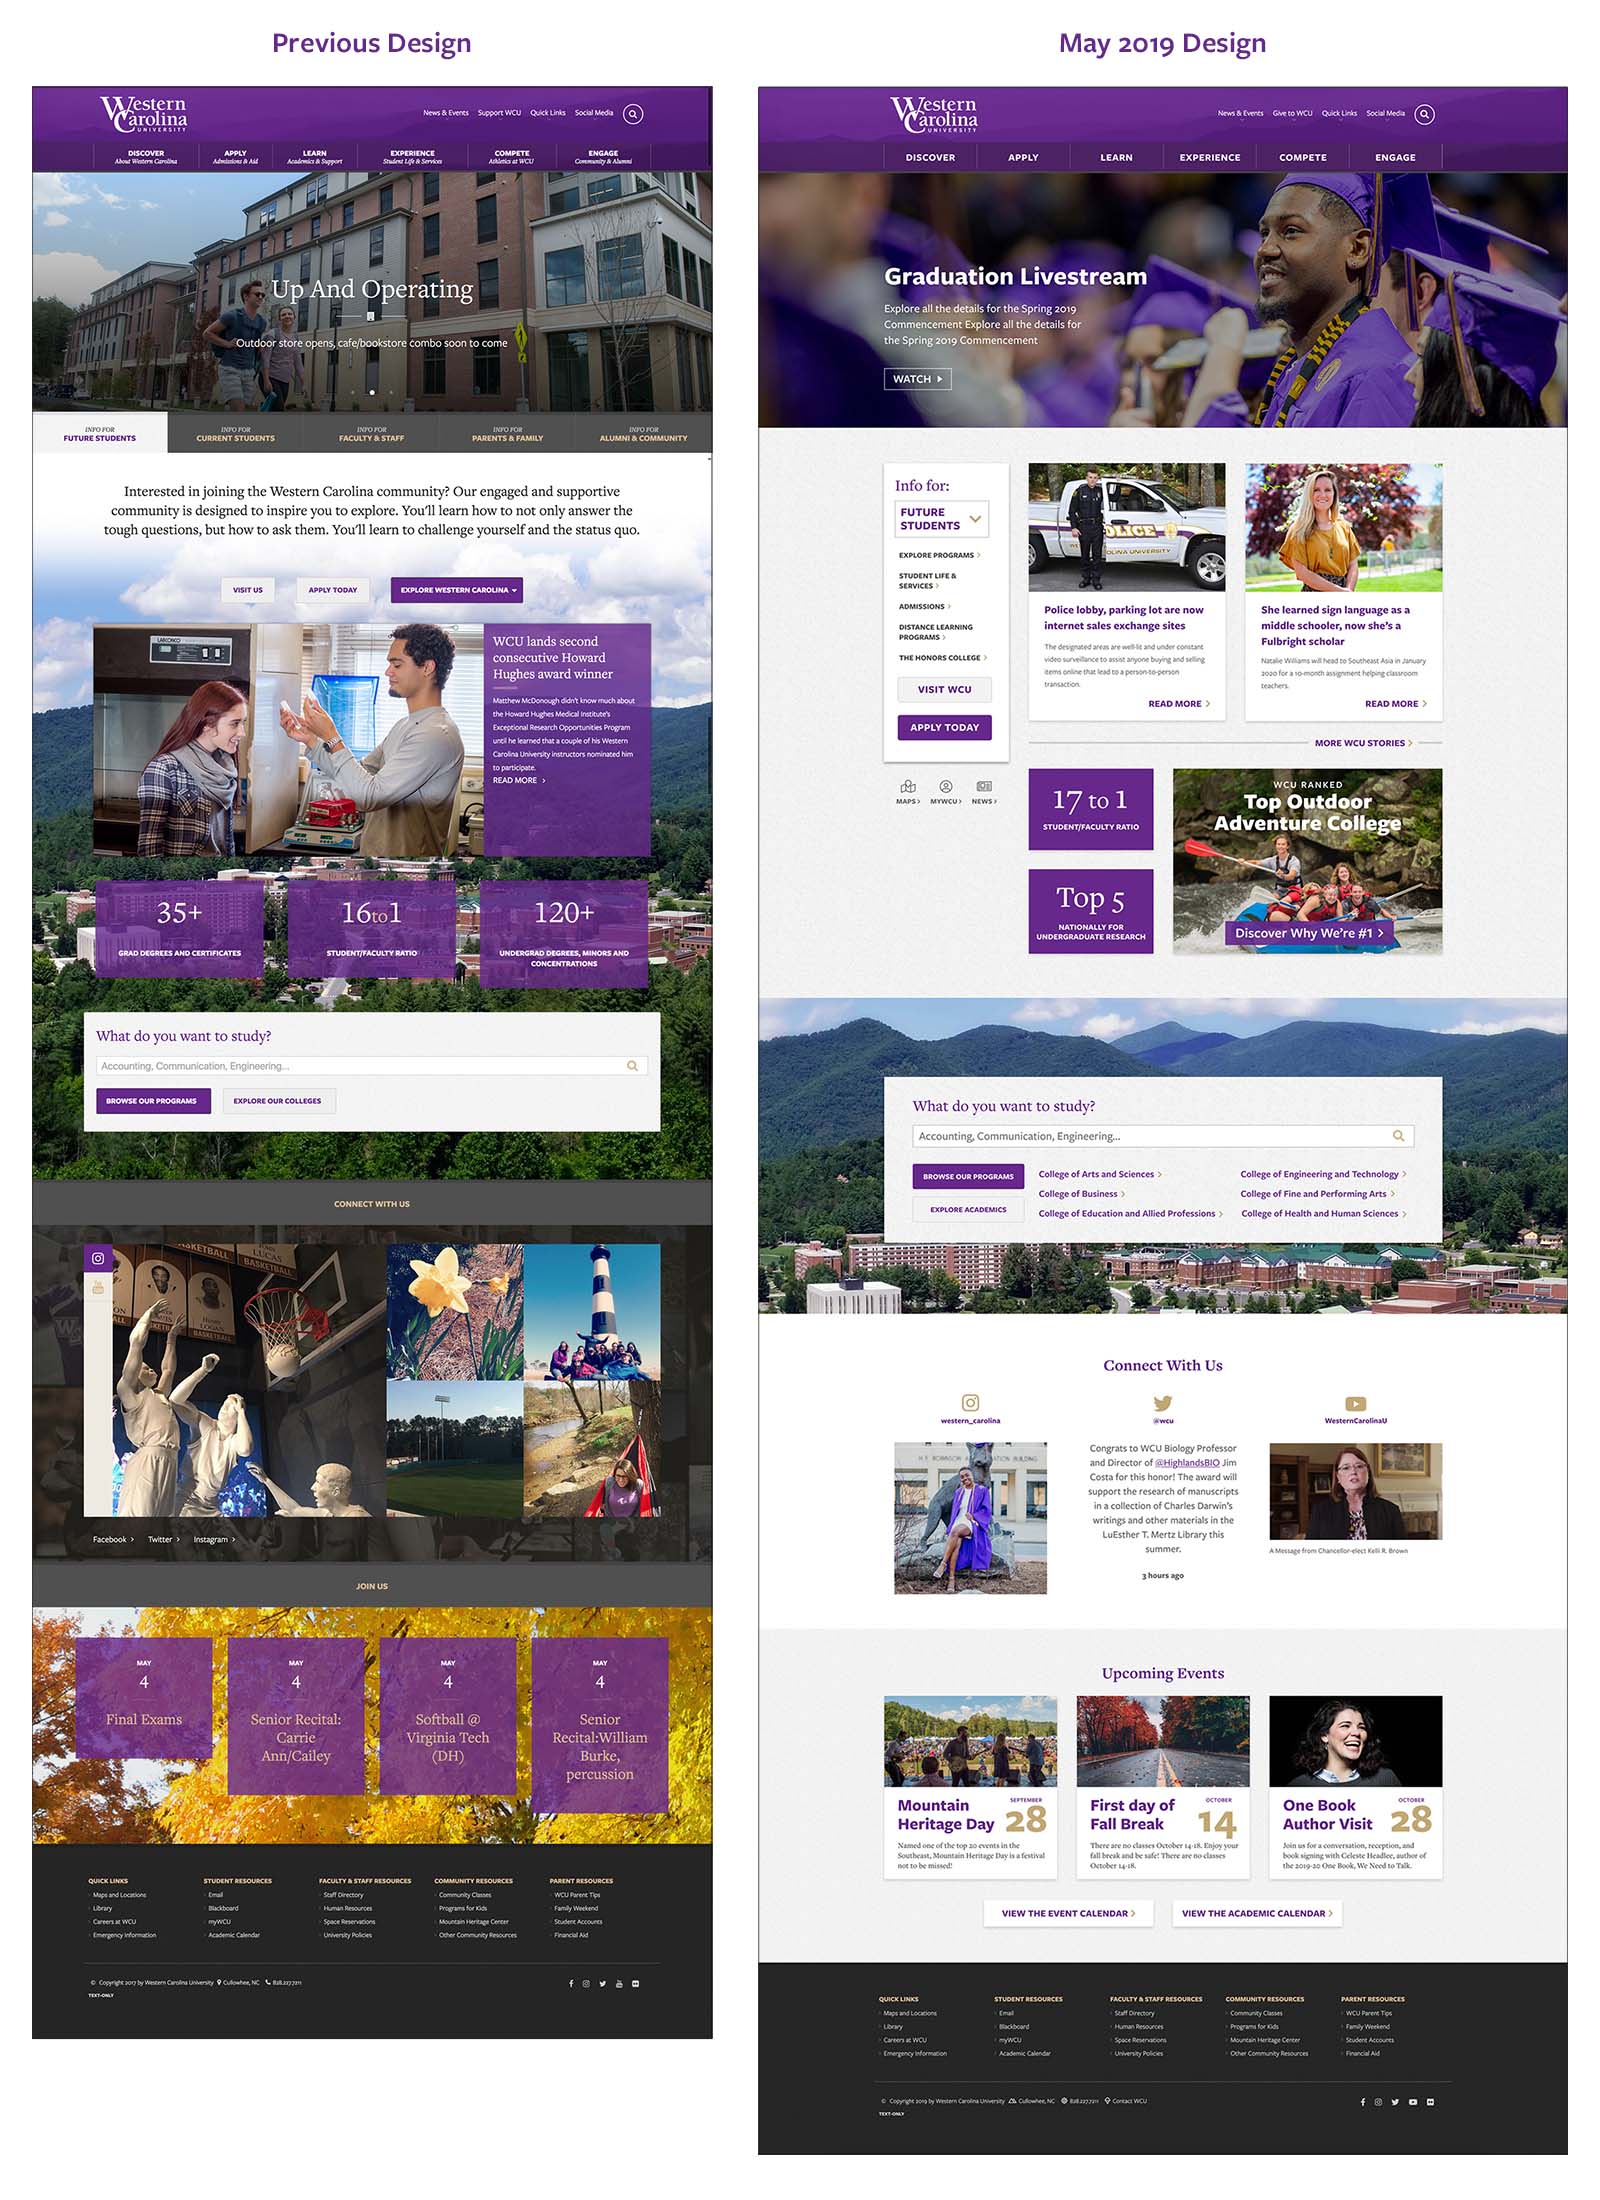 Previous Design
Western
Carolina
UNIVERSITY
News & Events Support WCU Quick Links Social Media
DISCOVER
About Western Carolina
APPLY
Admissions & Aid
LEARN
Academics & Support
EXPERIENCE
Student Life & Services
COMPETE
Athletics at WCU
ENGAGE
Community & Alumni
Up And Operating
Outdoor store opens, cafe/bookstore combo soon to come
INFO FOR
FUTURE STUDENTS
INFO FOR
CURRENT STUDENTS
INFO FOR
FACULTY & STAFF
INFO FOR
PARENTS & FAMILY
INFO FOR
ALUMNI & COMMUNITY
Interested in joining the Western Carolina community? Our engaged and supportive
community is designed to inspire you to explore. You'll learn how to not only answer the
tough questions, but how to ask them. You'll learn to challenge yourself and the status quo.
VISIT US
APPLY TODAY
EXPLORE WESTERN CAROLINA
LABCONCO
WCU lands second
consecutive Howard
Hughes award winner
Matthew McDonough didn't know much about
the Howard Hughes Medical Institute's
Exceptional Research Opportunities Program
until he learned that a couple of his Western
Carolina University instructors nominated him
to participate.
READ MORE >
35+
GRAD DEGREES AND CERTIFICATES
16to1
STUDENT/FACULTY RATIO
120+
UNDERGRAD DEGREES, MINORS AND
CONCENTRATIONS
What do you want to study?
Accounting, Communication, Engineering...
BROWSE OUR PROGRAMS
EXPLORE OUR COLLEGES
CONNECT WITH US
BASKETBALL
LUCAS
BASKETBALL
HENRY
LOGAN
BASKETBALL
Facebook > Twitter > Instagram >
JOIN US
MAY
4
Final Exams
MAY
4
Senior Recital:
Carrie
Ann/Cailey
MAY
4
Softball @
Virginia Tech
(DH)
MAY
4
Senior
Recital:William
Burke,
percussion
QUICK LINKS
Maps and Locations
Library
Careers at WCU
Emergency Information
STUDENT RESOURCES
Email
Blackboard
myWCU
Academic Calendar
FACULTY & STAFF RESOURCES
Staff Directory
Human Resources
Space Reservations
University Policies
COMMUNITY RESOURCES
Community Classes
Programs for Kids
Mountain Heritage Center
Other Community Resources
PARENT RESOURCES
WCU Parent Tips
Family Weekend
Student Accounts
Financial Aid
© Copyright 2017 by Western Carolina University Cullowhee, NC 828.227.7211
TEXT-ONLY
May 2019 Design
Western
Carolina
UNIVERSITY
News & Events Give to WCU Quick Links Social Media
DISCOVER APPLY LEARN EXPERIENCE COMPETE ENGAGE
Graduation Livestream
Explore all the details for the Spring 2019
Commencement Explore all the details for
the Spring 2019 Commencement
WATCH
Info for:
FUTURE
STUDENTS
EXPLORE PROGRAMS >
STUDENT LIFE &
SERVICES >
ADMISSIONS >
DISTANCE LEARNING
PROGRAMS >
THE HONORS COLLEGE >
VISIT WCU
APPLY TODAY
MAPS > MYWCU > NEWS >
POLICE
Police lobby, parking lot are now
internet sales exchange sites
The designated areas are well-lit and under constant
video surveillance to assist anyone buying and selling
items online that lead to a person-to-person
transaction.
READ MORE >
She learned sign language as a
middle schooler, now she's a
Fulbright scholar
Natalie Williams will head to Southeast Asia in January
2020 for a 10-month assignment helping classroom
teachers.
READ MORE >
MORE WCU STORIES >
17 to 1
STUDENT/FACULTY RATIO
Top 5
NATIONALLY FOR
UNDERGRADUATE RESEARCH
WCU RANKED
Top Outdoor
Adventure College
Discover Why We're #1 >
What do you want to study?
Accounting, Communication, Engineering...
BROWSE OUR PROGRAMS
EXPLORE ACADEMICS
College of Arts and Sciences >
College of Business >
College of Education and Allied Professions >
College of Engineering and Technology >
College of Fine and Performing Arts >
College of Health and Human Sciences >
Connect With Us
western_carolina
@wcu
Congrats to WCU Biology Professor
and Director of @HighlandsBIO Jim
Costa for this honor! The award will
support the research of manuscripts
in a collection of Charles Darwin's
writings and other materials in the
LuEsther T. Mertz Library this
summer.
3 hours ago
WesternCarolinaU
A Message from Chancellor-elect Kelli R. Brown
Upcoming Events
Mountain
Heritage Day
SEPTEMBER
28
Named one of the top 20 events in the
Southeast, Mountain Heritage Day is a festival
not to be missed!
First day of
Fall Break
OCTOBER
14
There are no classes October 14-18. Enjoy your
fall break and be safe! There are no classes
October 14-18.
One Book
Author Visit
OCTOBER
28
Join us for a conversation, reception, and
book signing with Celeste Headlee, author of
the 2019-20 One Book, We Need to Talk.
VIEW THE EVENT CALENDAR >
VIEW THE ACADEMIC CALENDAR >
QUICK LINKS
Maps and Locations
Library
Careers at WCU
Emergency Information
STUDENT RESOURCES
Email
Blackboard
myWCU
Academic Calendar
FACULTY & STAFF RESOURCES
Staff Directory
Human Resources
Space Reservations
University Policies
COMMUNITY RESOURCES
Community Classes
Programs for Kids
Mountain Heritage Center
Other Community Resources
PARENT RESOURCES
WCU Parent Tips
Family Weekend
Student Accounts
Financial Aid
© Copyright 2019 by Western Carolina University Cullowhee, NC 828.227.7211 Contact WCU
TEXT-ONLY